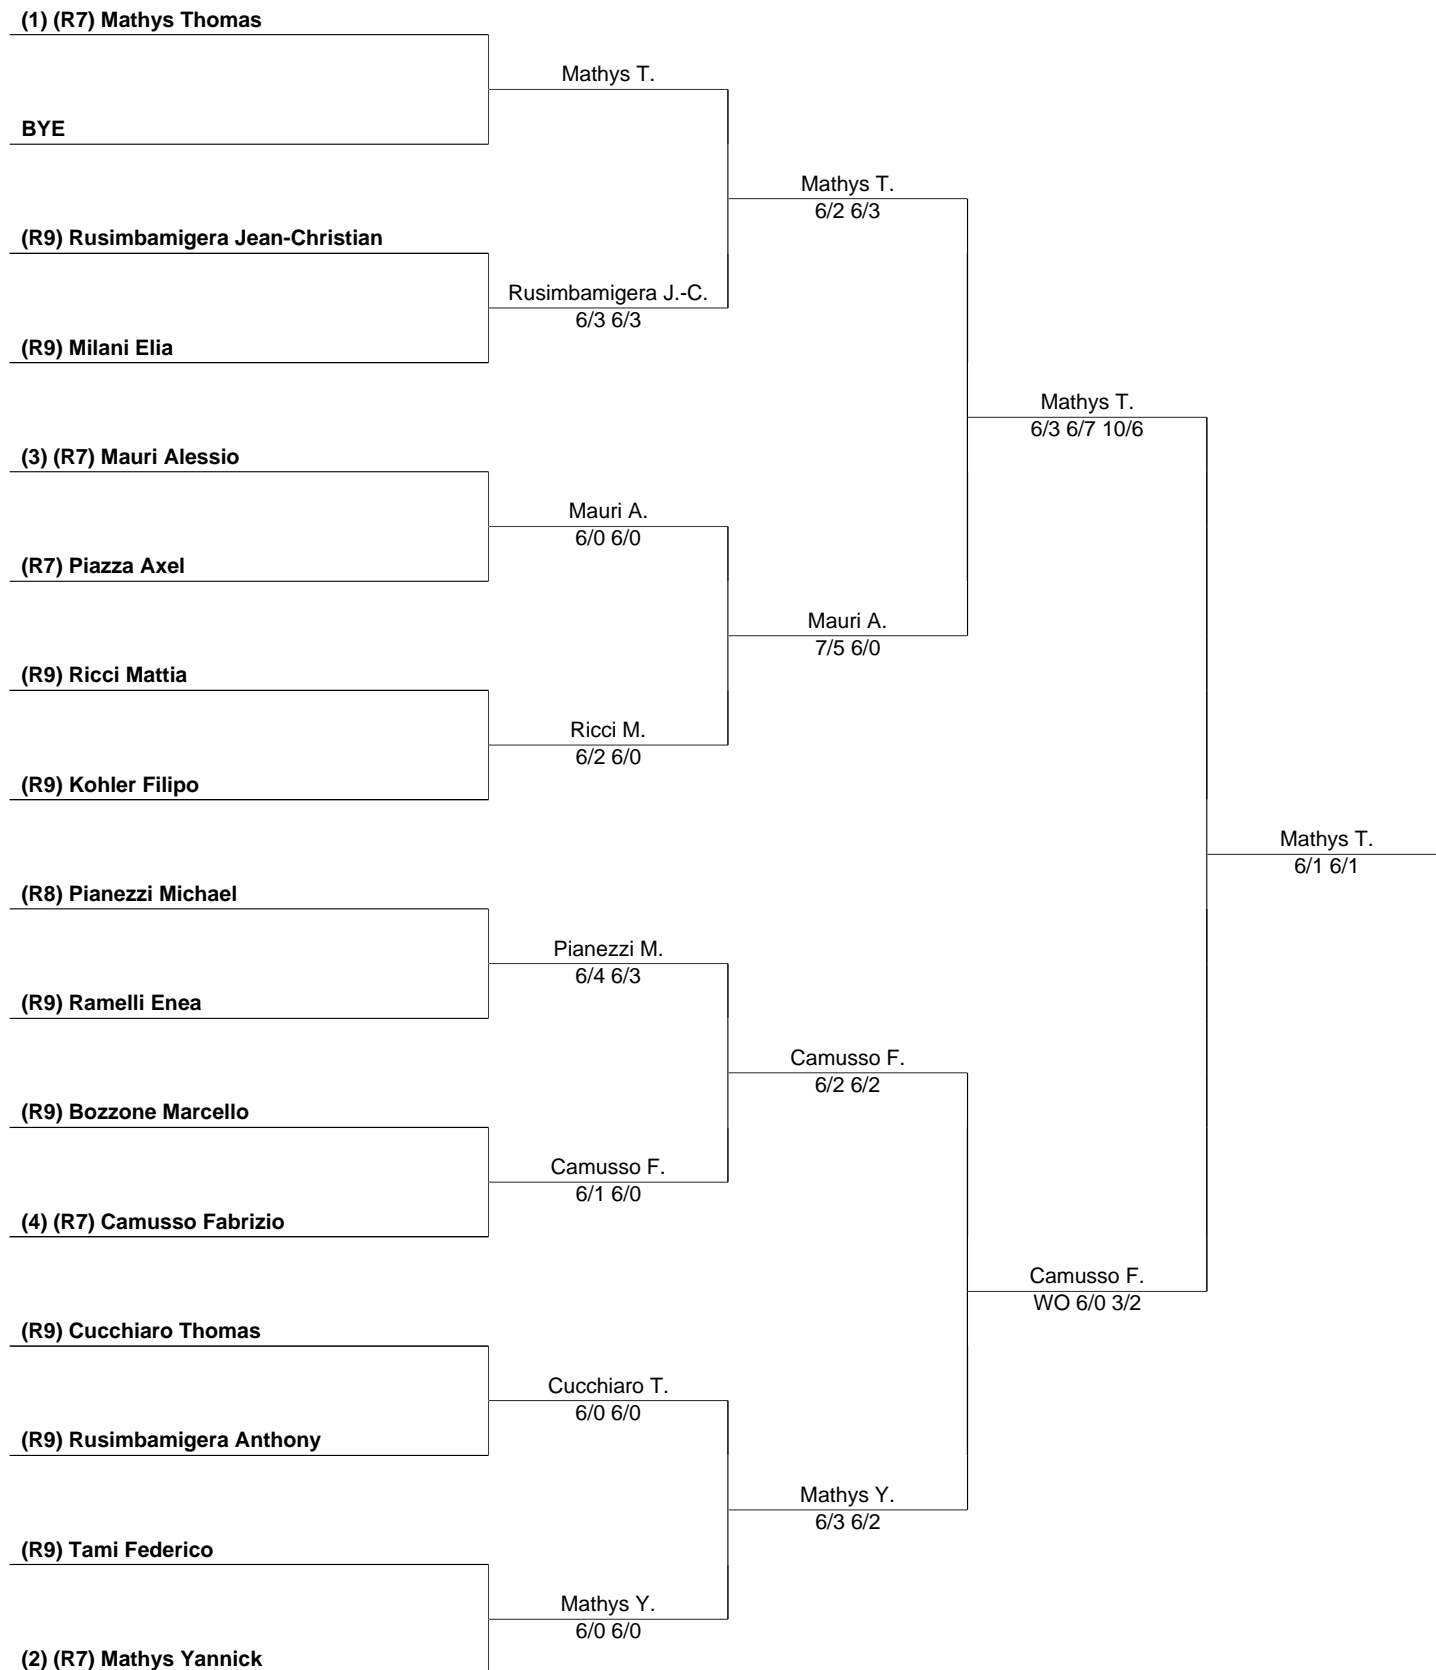 (1) (R7) Mathys Thomas
Mathys T.
BYE
Mathys T.
6/2 6/3
(R9) Rusimbamigera Jean-Christian
Rusimbamigera J.-C.
6/3 6/3
(R9) Milani Elia
Mathys T.
6/3 6/7 10/6
(3) (R7) Mauri Alessio
Mauri A.
6/0 6/0
(R7) Piazza Axel
Mauri A.
7/5 6/0
(R9) Ricci Mattia
Ricci M.
6/2 6/0
(R9) Kohler Filipo
Mathys T.
6/1 6/1
(R8) Pianezzi Michael
Pianezzi M.
6/4 6/3
(R9) Ramelli Enea
Camusso F.
6/2 6/2
(R9) Bozzone Marcello
Camusso F.
6/1 6/0
(4) (R7) Camusso Fabrizio
Camusso F.
WO 6/0 3/2
(R9) Cucchiaro Thomas
Cucchiaro T.
6/0 6/0
(R9) Rusimbamigera Anthony
Mathys Y.
6/3 6/2
(R9) Tami Federico
Mathys Y.
6/0 6/0
(2) (R7) Mathys Yannick